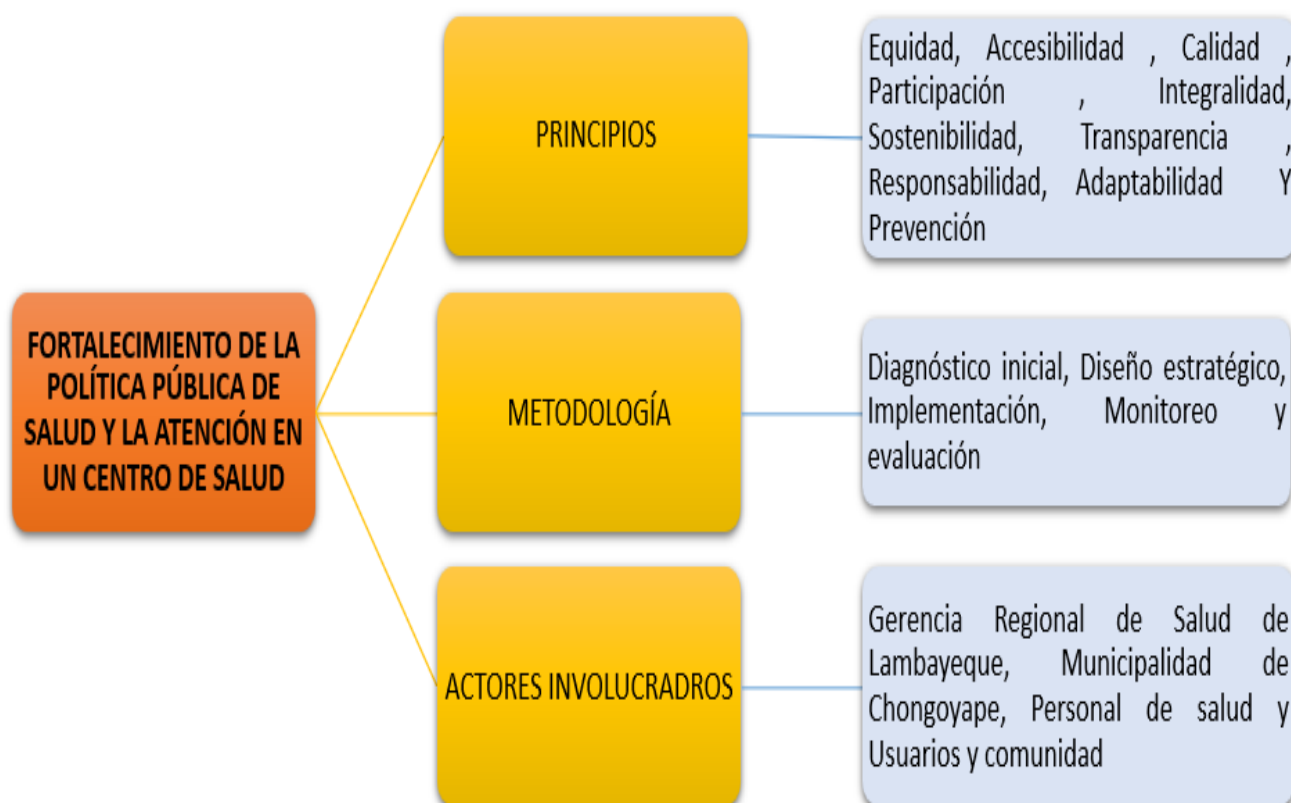 FORTALECIMIENTO DE LA
POLÍTICA PÚBLICA DE
SALUD Y LA ATENCIÓN EN
UN CENTRO DE SALUD
PRINCIPIOS
Equidad, Accesibilidad , Calidad ,
Participación , Integralidad,
Sostenibilidad, Transparencia ,
Responsabilidad, Adaptabilidad Y
Prevención
METODOLOGÍA
Diagnóstico inicial, Diseño estratégico,
Implementación, Monitoreo y
evaluación
ACTORES INVOLUCRADROS
Gerencia Regional de Salud de
Lambayeque, Municipalidad de
Chongoyape, Personal de salud y
Usuarios y comunidad